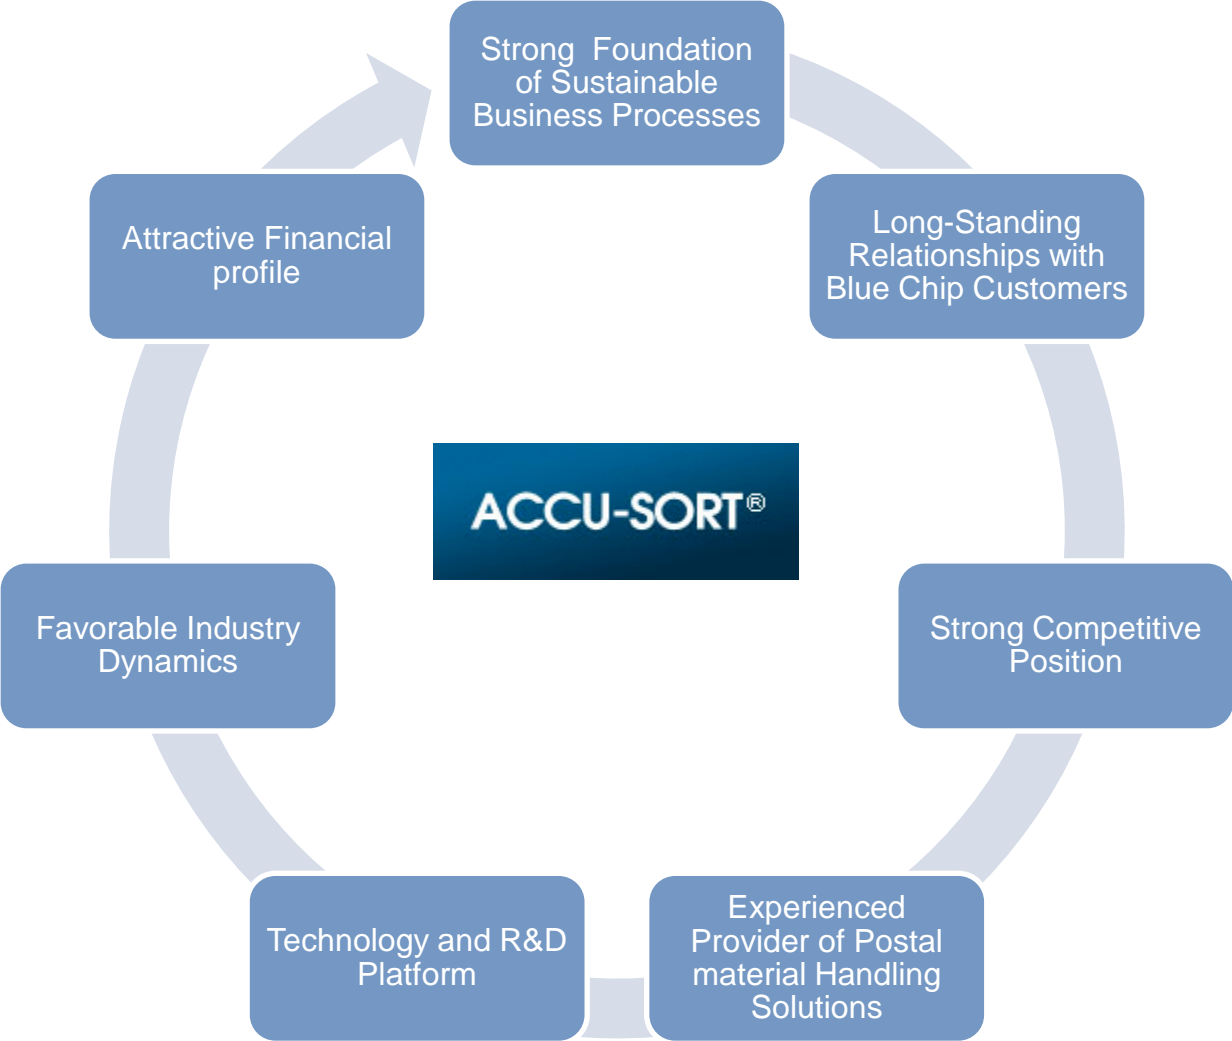 Strong Foundation
of Sustainable
Business Processes
Long-Standing
Relationships with
Blue Chip Customers
Strong Competitive
Position
Experienced
Provider of Postal
material Handling
Solutions
Technology and R&D
Platform
Favorable Industry
Dynamics
Attractive Financial
profile
ACCU-SORT®